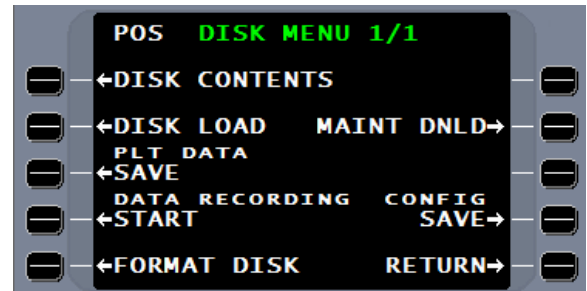 POS DISK MENU 1/1
←DISK CONTENTS
←DISK LOAD MAINT DNLD→
PLT DATA
←SAVE
DATA RECORDING CONFIG
←START SAVE→
←FORMAT DISK RETURN→